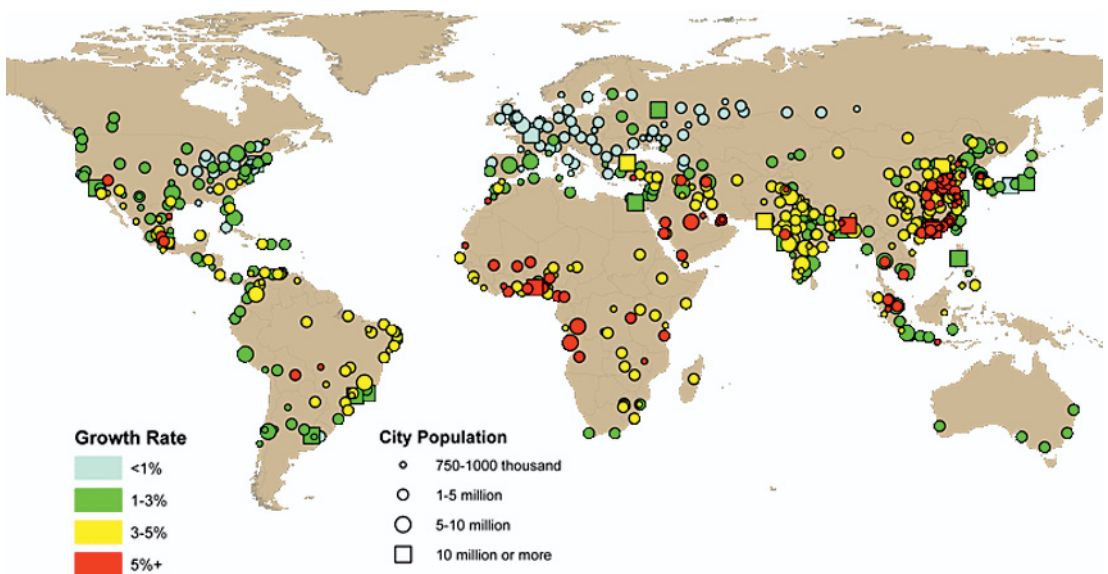 Growth Rate
<1%
1-3%
3-5%
5%+
City Population
750-1000 thousand
1-5 million
5-10 million
10 million or more